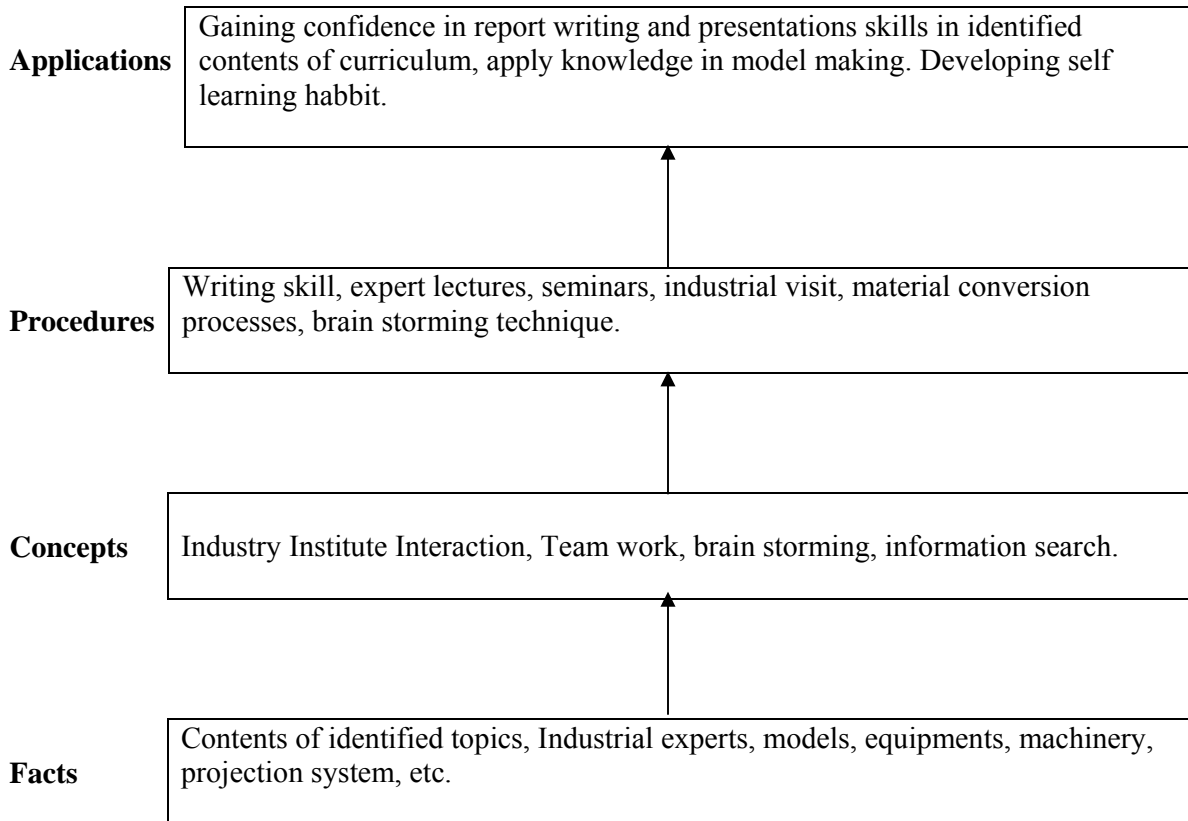 Applications
Gaining confidence in report writing and presentations skills in identified
contents of curriculum, apply knowledge in model making. Developing self
learning habbit.
Procedures
Writing skill, expert lectures, seminars, industrial visit, material conversion
processes, brain storming technique.
Concepts
Industry Institute Interaction, Team work, brain storming, information search.
Facts
Contents of identified topics, Industrial experts, models, equipments, machinery,
projection system, etc.